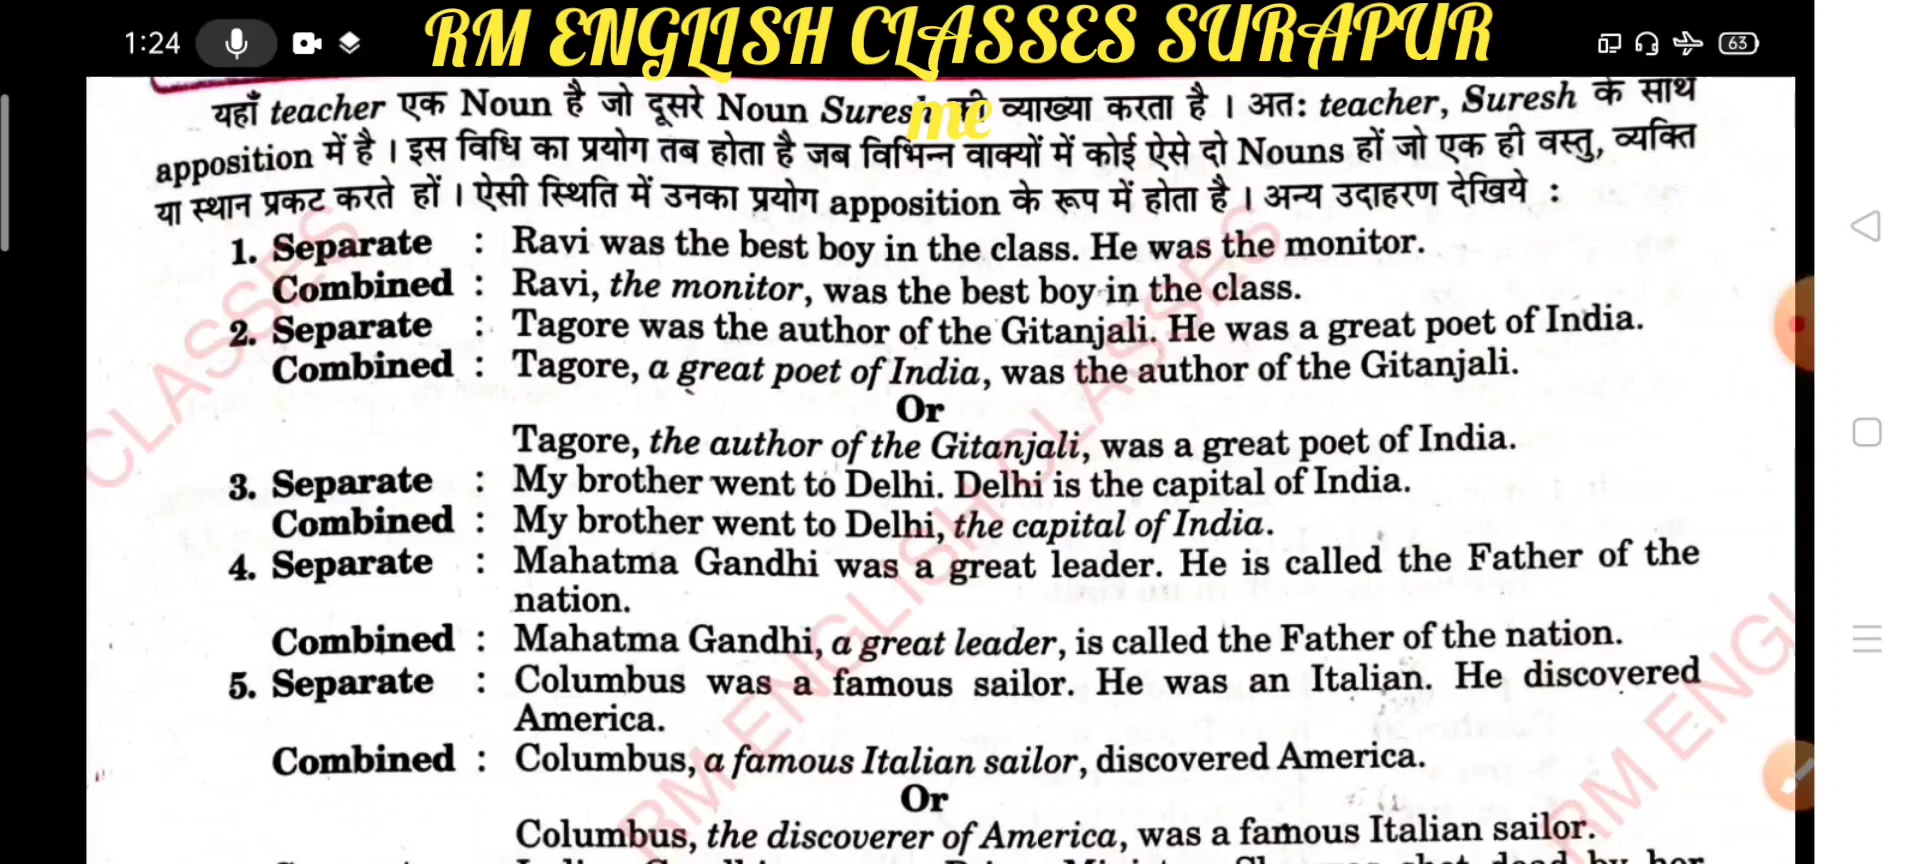 1:24
RM ENGLISH CLASSES SURAPUR
63
me
यहाँ teacher एक Noun है जो दूसरे Noun Suresh की व्याख्या करता है । अत: teacher, Suresh के साथ
apposition में है । इस विधि का प्रयोग तब होता है जब विभिन्न वाक्यों में कोई ऐसे दो Nouns हों जो एक ही वस्तु, व्यक्ति
या स्थान प्रकट करते हों । ऐसी स्थिति में उनका प्रयोग apposition के रूप में होता है । अन्य उदाहरण देखिये :
1. Separate : Ravi was the best boy in the class. He was the monitor.
Combined : Ravi, the monitor, was the best boy in the class.
2. Separate : Tagore was the author of the Gitanjali. He was a great poet of India.
Combined : Tagore, a great poet of India, was the author of the Gitanjali.
Or
Tagore, the author of the Gitanjali, was a great poet of India.
3. Separate : My brother went to Delhi. Delhi is the capital of India.
Combined : My brother went to Delhi, the capital of India.
4. Separate : Mahatma Gandhi was a great leader. He is called the Father of the
nation.
Combined : Mahatma Gandhi, a great leader, is called the Father of the nation.
5. Separate : Columbus was a famous sailor. He was an Italian. He discovered
America.
Combined : Columbus, a famous Italian sailor, discovered America.
Or
Columbus, the discoverer of America, was a famous Italian sailor.
CLASSES
RM ENGLISH CLASSES
RM ENGL